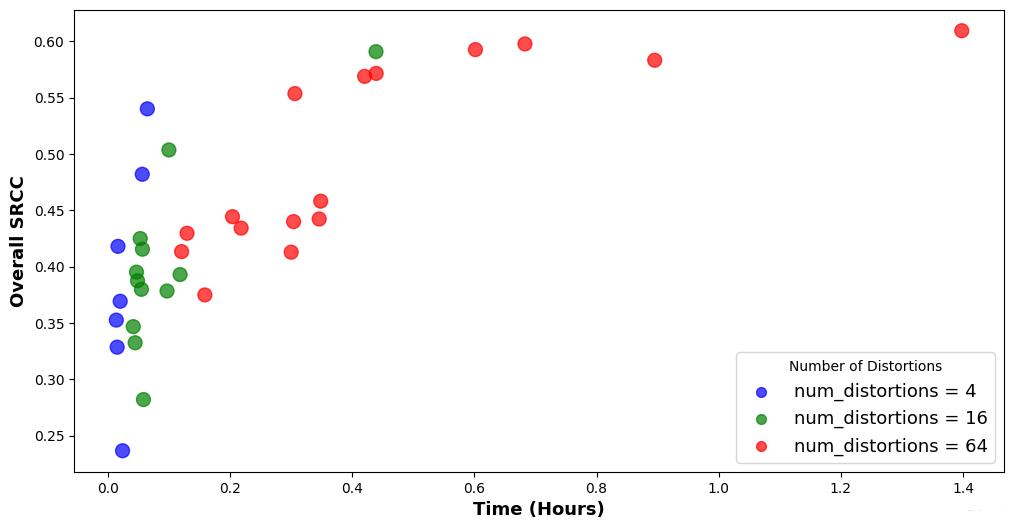 0.60
0.55
0.50
0.45
0.40
0.35
0.30
0.25
Overall SRCC
0.0 0.2 0.4 0.6 0.8 1.0 1.2 1.4
Time (Hours)
Number of Distortions
num_distortions = 4
num_distortions = 16
num_distortions = 64